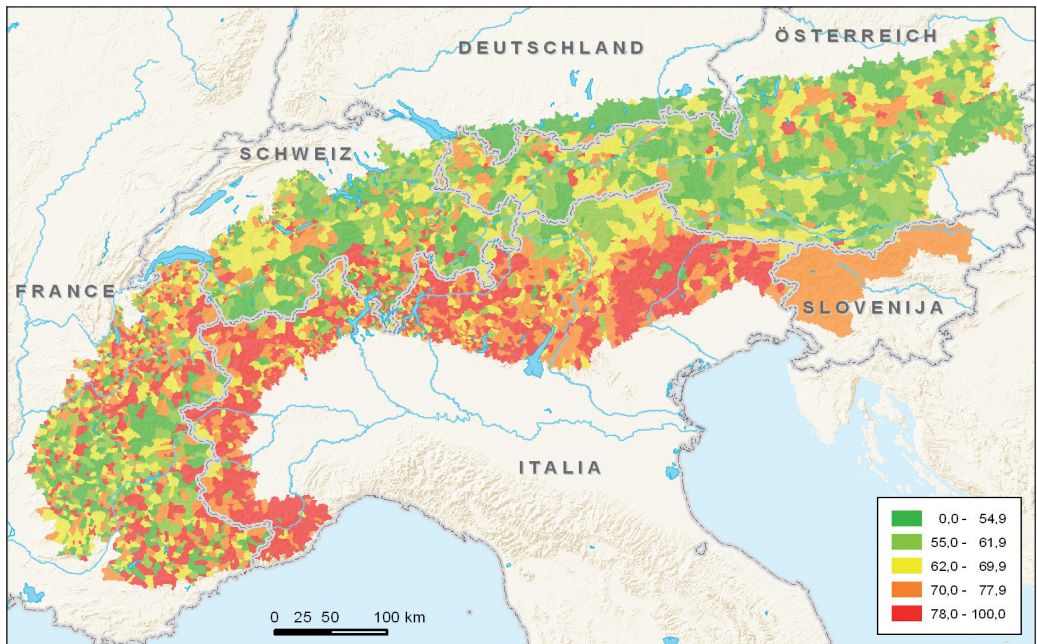 DEUTSCHLAND
ÖSTERREICH
SCHWEIZ
FRANCE
SLOVENIJA
ITALIA
0,0 - 54,9
55,0 - 61,9
62,0 - 69,9
70,0 - 77,9
78,0 - 100,0
0 25 50 100 km